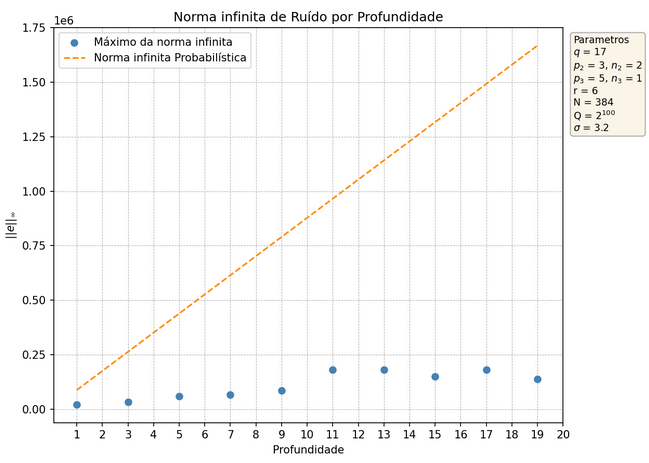 Norma infinita de Ruído por Profundidade
1e6
1.75
1.50
1.25
1.00
0.75
0.50
0.25
0.00
||e||∞
Máximo da norma infinita
Norma infinita Probabilística
1 2 3 4 5 6 7 8 9 10 11 12 13 14 15 16 17 18 19 20
Profundidade
Parametros
q = 17
p₂ = 3, n₂ = 2
p₃ = 5, n₃ = 1
r = 6
N = 384
Q = 2¹⁰⁰
σ = 3.2